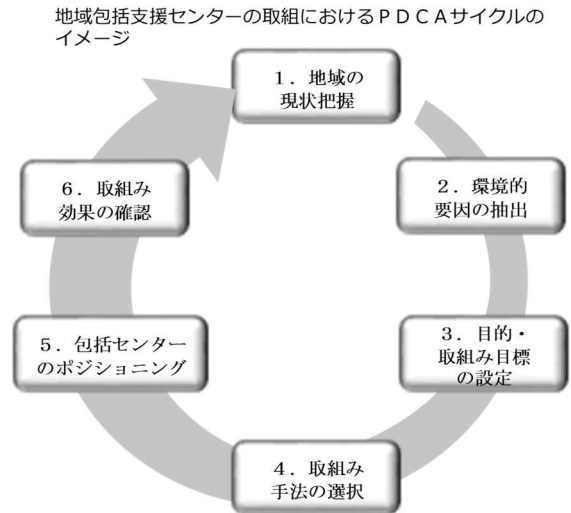 地域包括支援センターの取組におけるＰＤＣＡサイクルの
イメージ
１．地域の
現状把握
２．環境的
要因の抽出
３．目的・
取組み目標
の設定
４．取組み
手法の選択
５．包括センター
のポジショニング
６．取組み
効果の確認